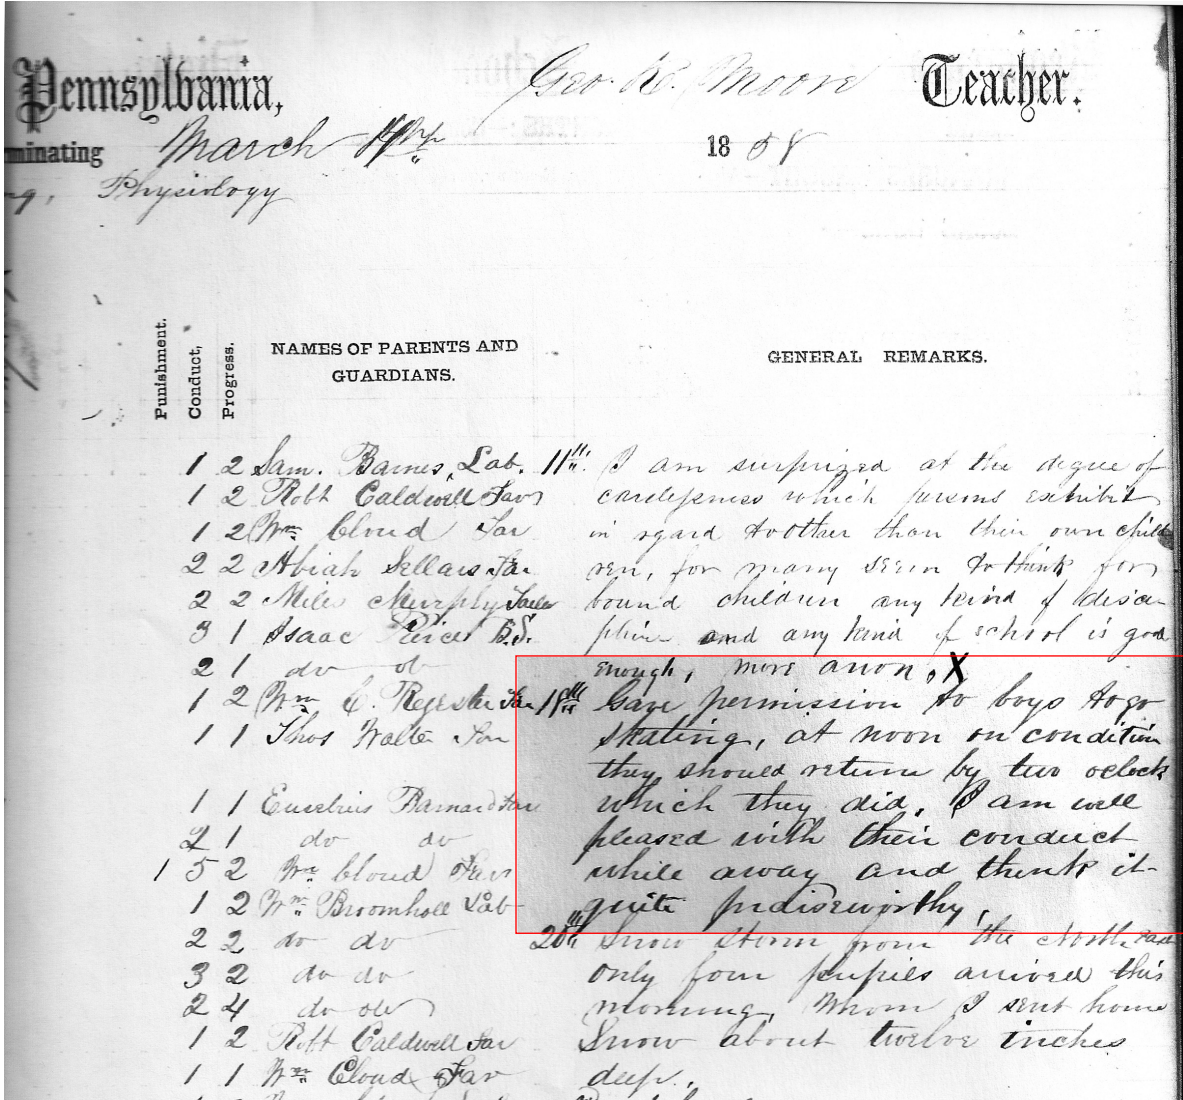 Pennsylvania, Geo. Moore Teacher.
minating March 18 58
Physiology
Punishment.
Conduct,
Progress.
NAMES OF PARENTS AND
GUARDIANS.
GENERAL REMARKS.
1 2 Sam. Barnes, Lab. 11th. I am surprized at the degree of
1 2 Robt Caldwell Far carelessness which persons exhibit
1 2 Wm Cloud Far in regard to other than their own child
2 2 Abiah Sellars Far ren, for many seem to think for
2 2 Miles Murphy bound children any kind of disci
3 1 Isaac Peirce B.S. pline and any kind of school is good
2 1 do do enough, more anon, X
1 2 Wm C. Register Far 18th Gave permission to boys to go
1 1 Thos Walter Far skating, at noon on condition
they should return by two oclock
1 1 Eusebius Barnard Far which they did, I am well
2 1 do do pleased with their conduct
1 5 2 Wm Cloud Far while away and think it
1 2 Wm Broomholl Lab quite praiseworthy,
2 2 do do 20th Snow storm from the North East
3 2 do do only four pupils arrived this
2 4 do do morning, Whom I sent home
1 2 Robt Caldwell Far Snow about twelve inches
1 1 Wm Cloud Far deep.